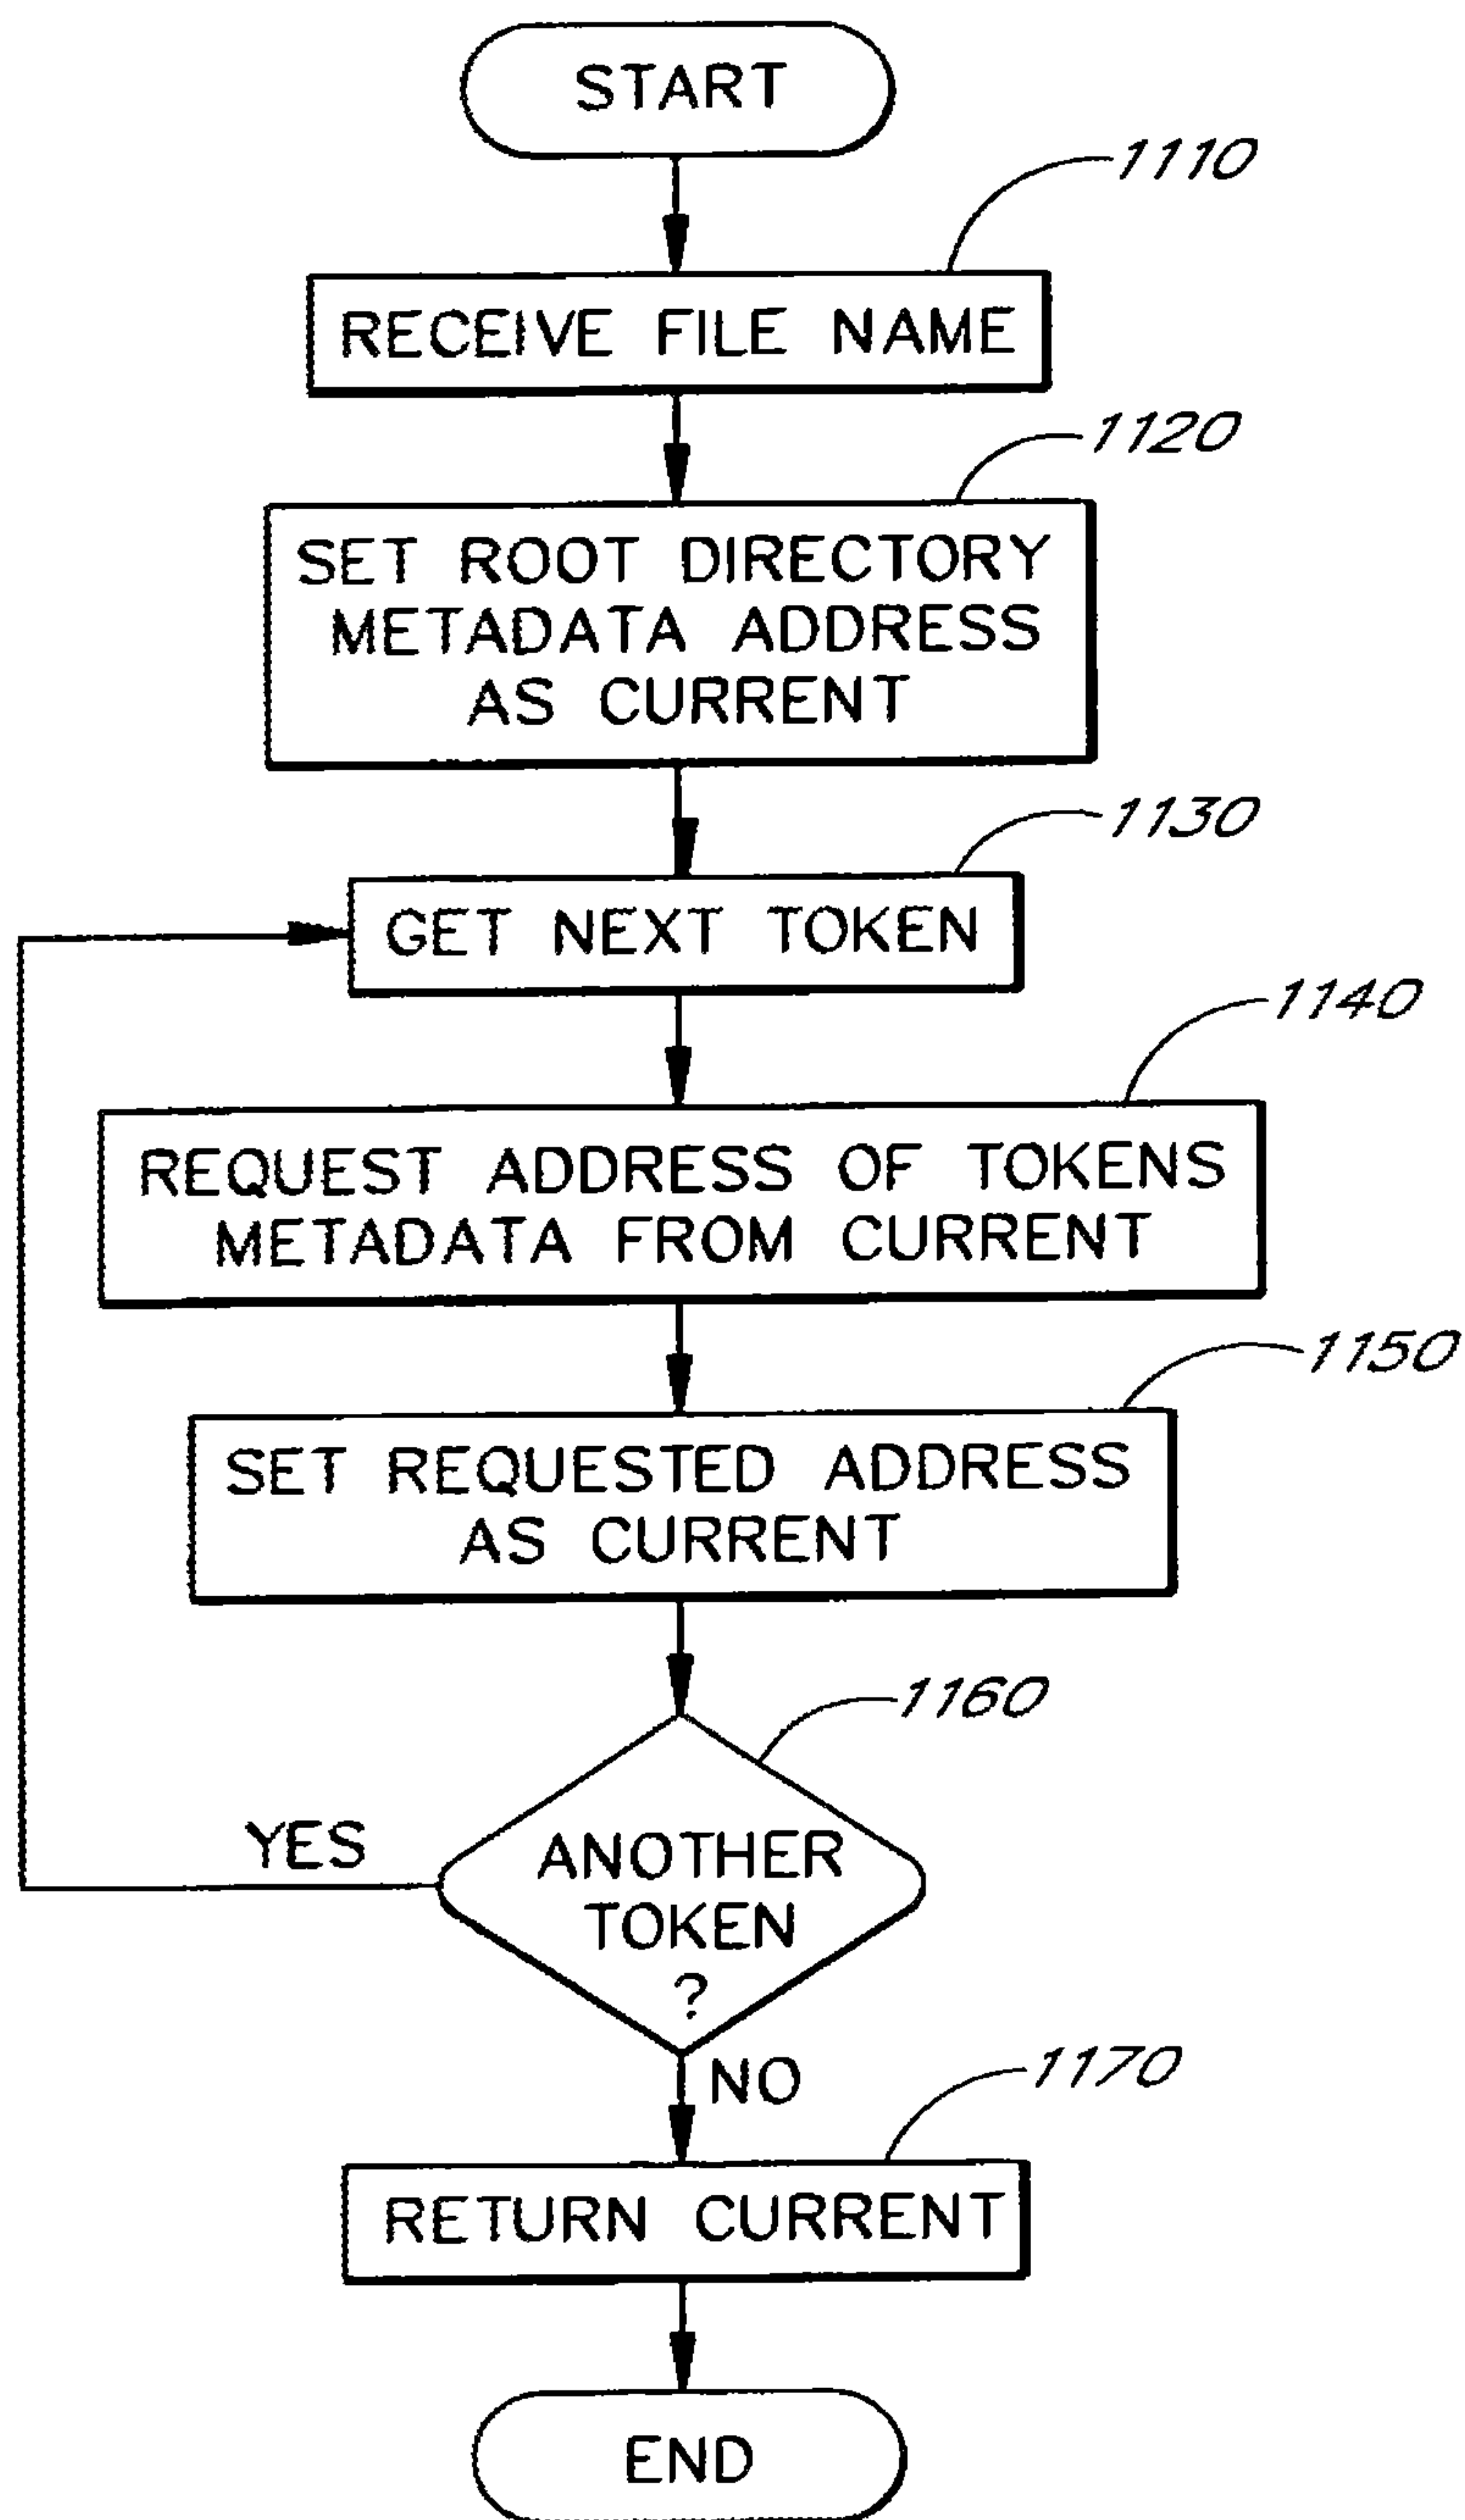 START
1110
RECEIVE FILE NAME
1120
SET ROOT DIRECTORY
METADATA ADDRESS
AS CURRENT
1130
GET NEXT TOKEN
1140
REQUEST ADDRESS OF TOKENS
METADATA FROM CURRENT
1150
SET REQUESTED ADDRESS
AS CURRENT
1160
YES
ANOTHER
TOKEN
?
NO
1170
RETURN CURRENT
END